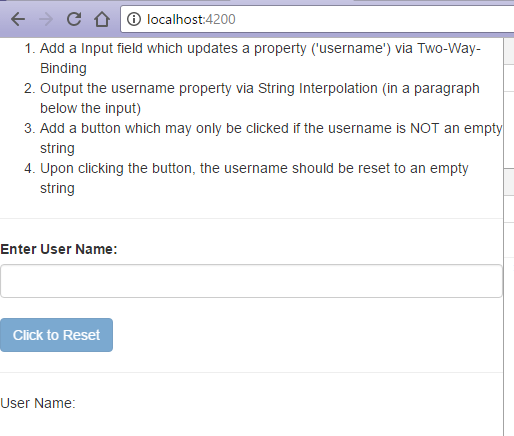 localhost:4200
1. Add a Input field which updates a property ('username') via Two-Way-
Binding
2. Output the username property via String Interpolation (in a paragraph
below the input)
3. Add a button which may only be clicked if the username is NOT an empty
string
4. Upon clicking the button, the username should be reset to an empty
string
Enter User Name:
Click to Reset
User Name: